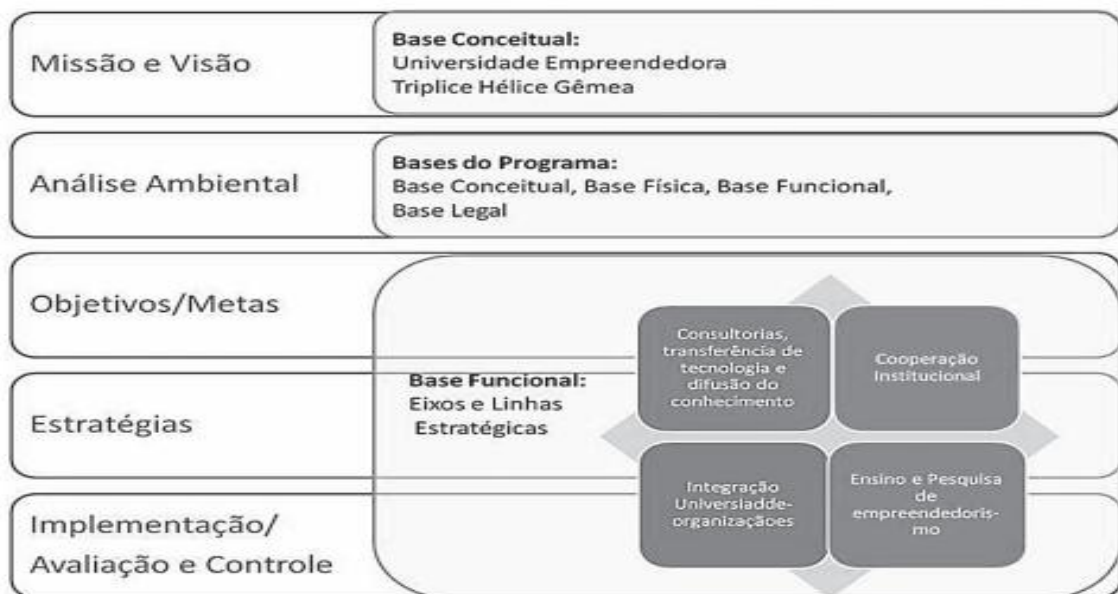 Missão e Visão
Base Conceitual:
Universidade Empreendedora
Triplice Hélice Gêmea
Análise Ambiental
Bases do Programa:
Base Conceitual, Base Física, Base Funcional,
Base Legal
Objetivos/Metas
Estratégias
Implementação/
Avaliação e Controle
Base Funcional:
Eixos e Linhas
Estratégicas
Consultorias,
transferência de
tecnologia e
difusão do
conhecimento
Cooperação
Institucional
Integração
Universiadde-
organizaçãoes
Ensino e Pesquisa
de
empreendedoris-
mo